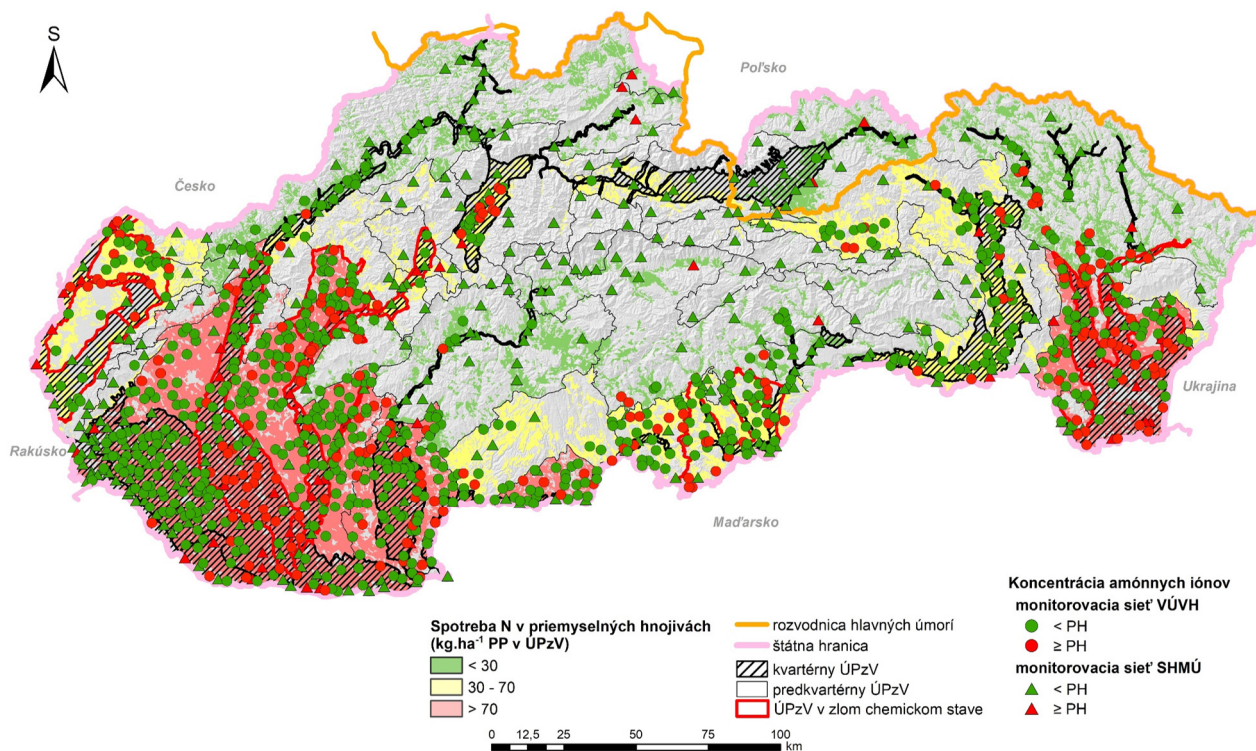 S
Poľsko
Česko
Ukrajina
Rakúsko
Maďarsko
Spotreba N v priemyselných hnojivách
(kg.ha⁻¹ PP v ÚPzV)
< 30
30 - 70
> 70
rozvodnica hlavných úmorí
štátna hranica
kvartérny ÚPzV
predkvartérny ÚPzV
ÚPzV v zlom chemickom stave
Koncentrácia amónnych iónov
monitorovacia sieť VÚVH
< PH
≥ PH
monitorovacia sieť SHMÚ
< PH
≥ PH
0 12,5 25 50 75 100
km